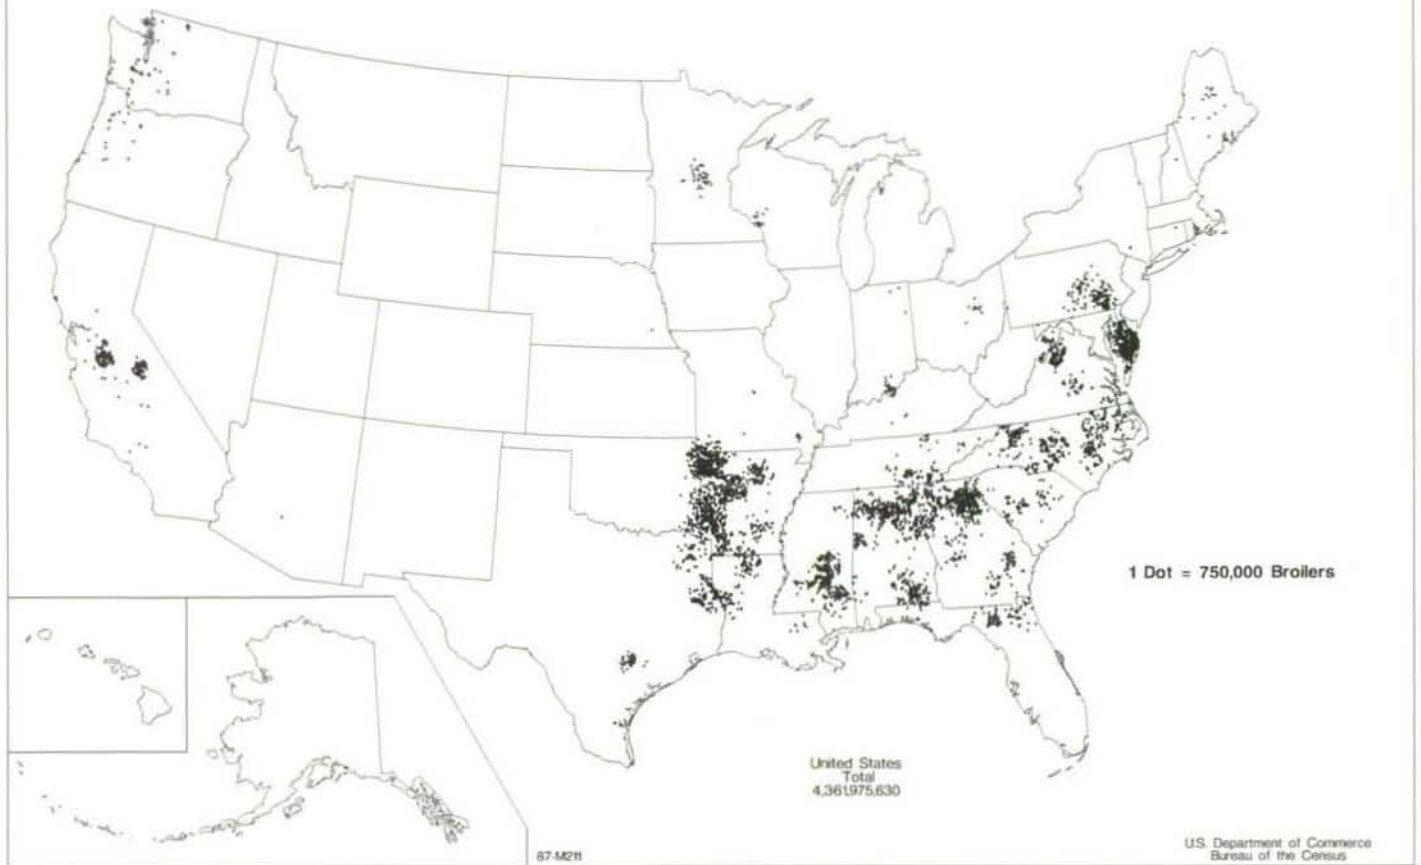 1 Dot = 750,000 Broilers
United States
Total
4,361,975,630
87-M211
U.S. Department of Commerce
Bureau of the Census